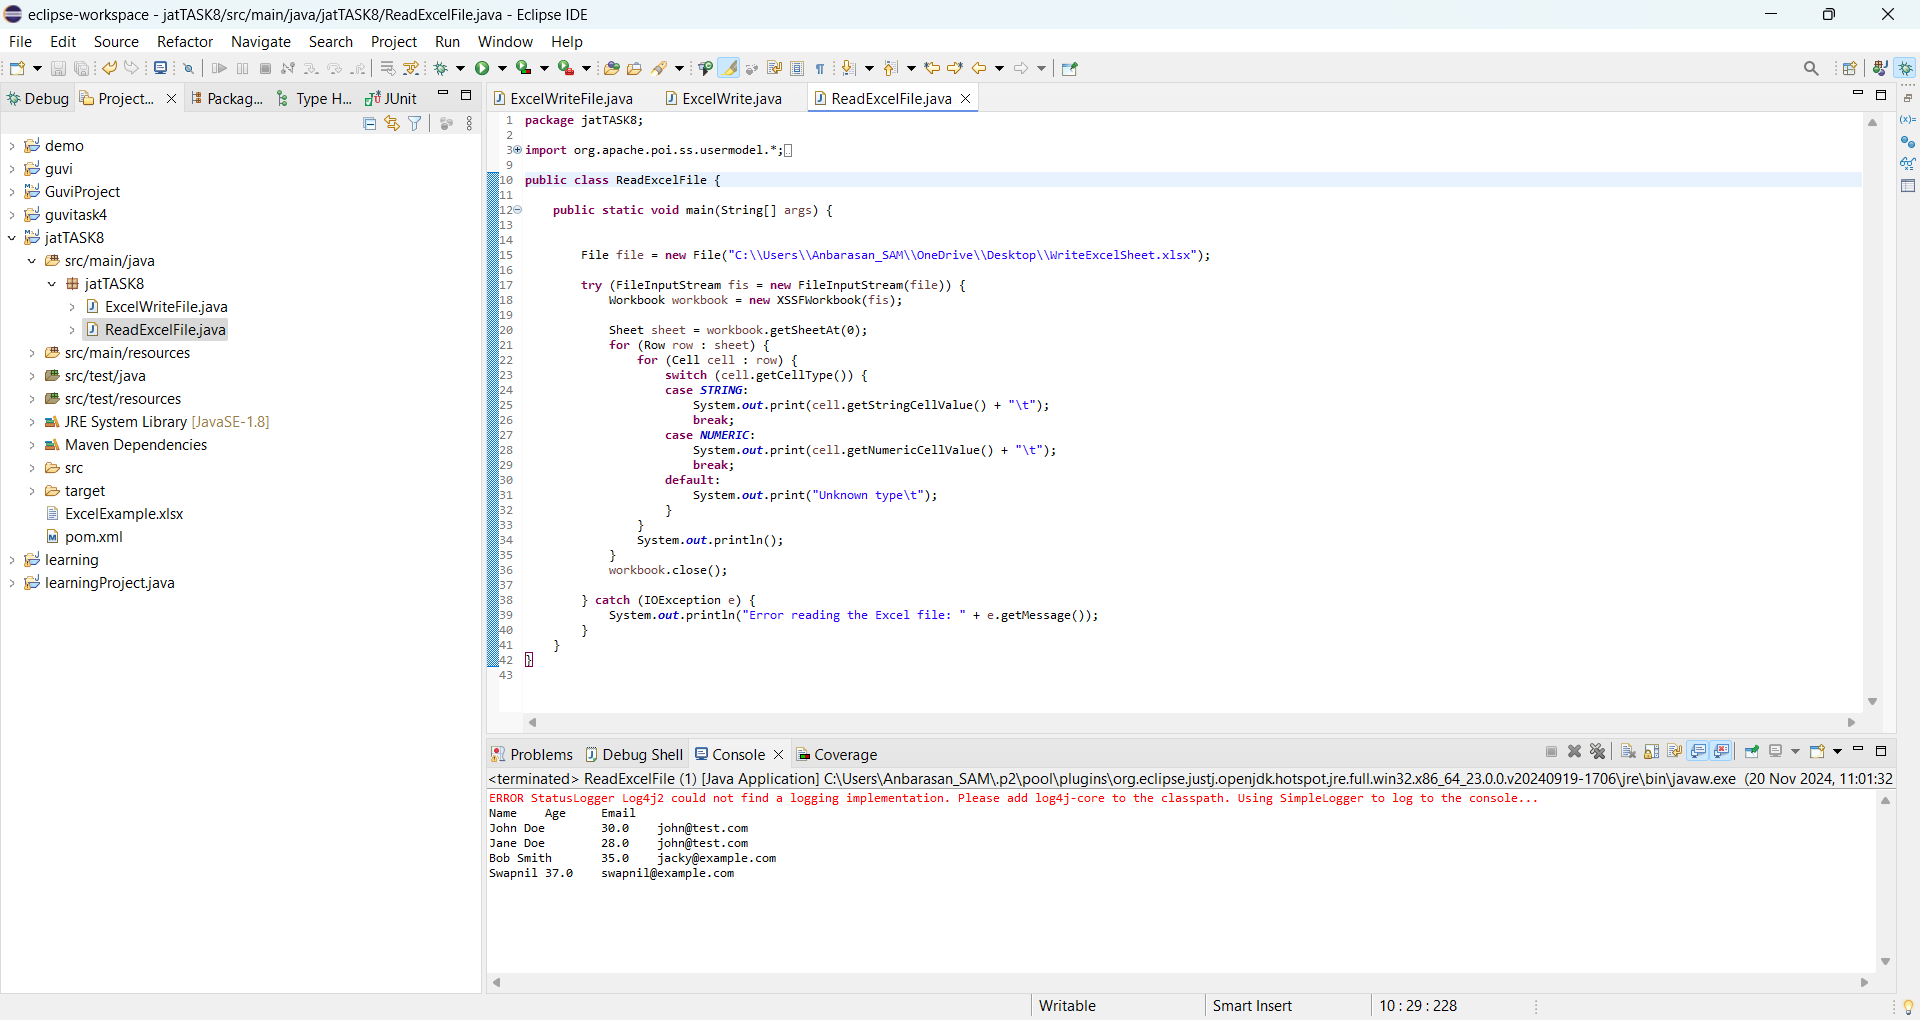 eclipse-workspace - jatTASK8/src/main/java/jatTASK8/ReadExcelFile.java - Eclipse IDE
File Edit Source Refactor Navigate Search Project Run Window Help
Debug Project... Packag... Type H... JUnit
demo
guvi
GuviProject
guvitask4
jatTASK8
src/main/java
jatTASK8
ExcelWriteFile.java
ReadExcelFile.java
src/main/resources
src/test/java
src/test/resources
JRE System Library [JavaSE-1.8]
Maven Dependencies
src
target
ExcelExample.xlsx
pom.xml
learning
learningProject.java
ExcelWriteFile.java ExcelWrite.java ReadExcelFile.java
1 package jatTASK8;
2
3 import org.apache.poi.ss.usermodel.*;
9
10 public class ReadExcelFile {
11
12 public static void main(String[] args) {
13
14
15 File file = new File("C:\\Users\\Anbarasan_SAM\\OneDrive\\Desktop\\WriteExcelSheet.xlsx");
16
17 try (FileInputStream fis = new FileInputStream(file)) {
18 Workbook workbook = new XSSFWorkbook(fis);
19
20 Sheet sheet = workbook.getSheetAt(0);
21 for (Row row : sheet) {
22 for (Cell cell : row) {
23 switch (cell.getCellType()) {
24 case STRING:
25 System.out.print(cell.getStringCellValue() + "\t");
26 break;
27 case NUMERIC:
28 System.out.print(cell.getNumericCellValue() + "\t");
29 break;
30 default:
31 System.out.print("Unknown type\t");
32 }
33 }
34 System.out.println();
35 }
36 workbook.close();
37
38 } catch (IOException e) {
39 System.out.println("Error reading the Excel file: " + e.getMessage());
40 }
41 }
42 }
43
Problems Debug Shell Console Coverage
<terminated> ReadExcelFile (1) [Java Application] C:\Users\Anbarasan_SAM\.p2\pool\plugins\org.eclipse.justj.openjdk.hotspot.jre.full.win32.x86_64_23.0.0.v20240919-1706\jre\bin\javaw.exe (20 Nov 2024, 11:01:32
ERROR StatusLogger Log4j2 could not find a logging implementation. Please add log4j-core to the classpath. Using SimpleLogger to log to the console...
Name Age Email
John Doe 30.0 john@test.com
Jane Doe 28.0 john@test.com
Bob Smith 35.0 jacky@example.com
Swapnil 37.0 swapnil@example.com
Writable Smart Insert 10 : 29 : 228